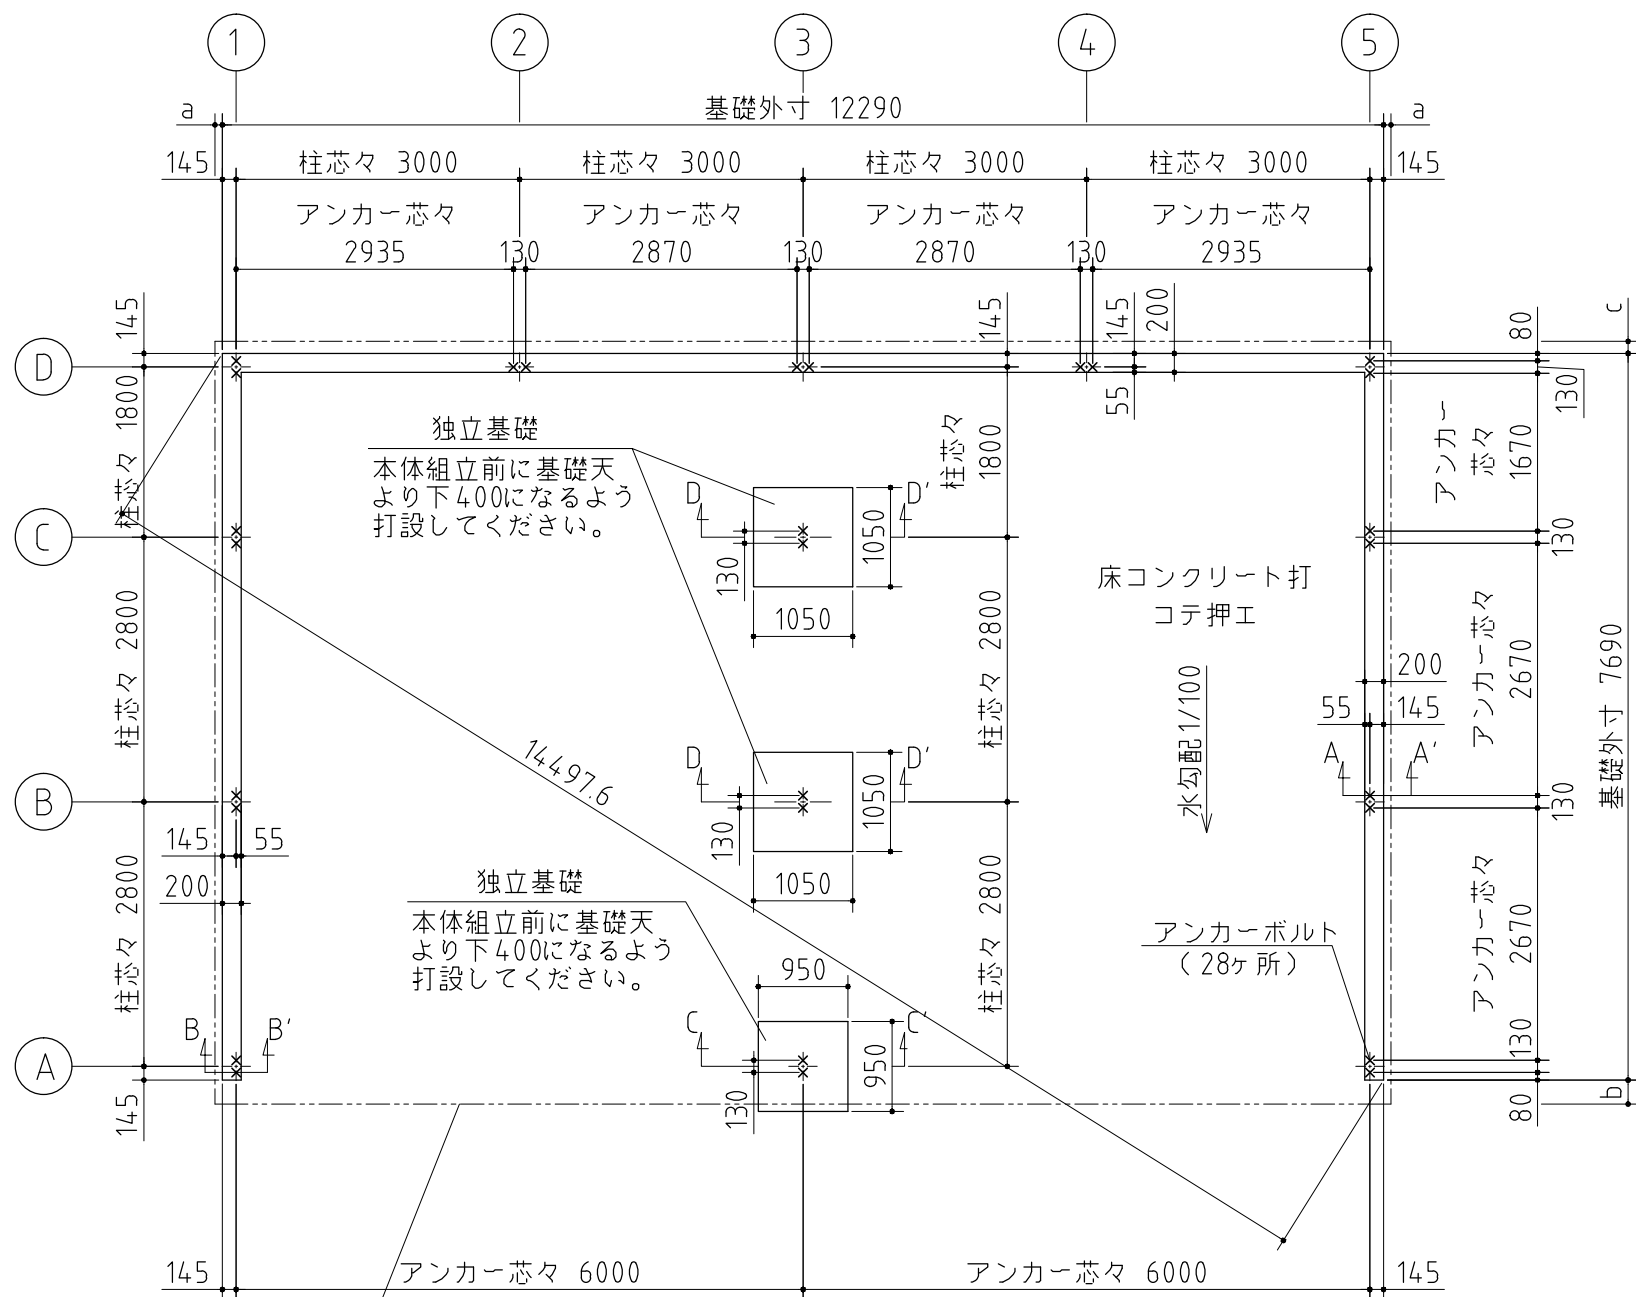 1
2
3
4
5
a
基礎外寸 12290
a
145
柱芯々 3000
柱芯々 3000
柱芯々 3000
柱芯々 3000
145
アンカー芯々
アンカー芯々
アンカー芯々
アンカー芯々
2935
130
2870
130
2870
130
2935
145
145
145
200
80
c
D
柱芯々 1800
55
130
独立基礎
本体組立前に基礎天
より下400になるよう
打設してください。
柱芯々
1800
アンカー
芯々
1670
D
D'
1050
130
1050
C
130
床コンクリート打
コテ押エ
柱芯々 2800
柱芯々 2800
水勾配1/100
アンカー芯々
2670
基礎外寸 7690
200
55
145
14497.6
D
D'
1050
130
1050
A
A'
B
130
145
55
200
独立基礎
本体組立前に基礎天
より下400になるよう
打設してください。
柱芯々 2800
柱芯々 2800
アンカーボルト
(28ヶ所)
アンカー芯々
2670
950
C
C'
950
130
B
B'
A
130
145
80
b
145
アンカー芯々 6000
アンカー芯々 6000
145